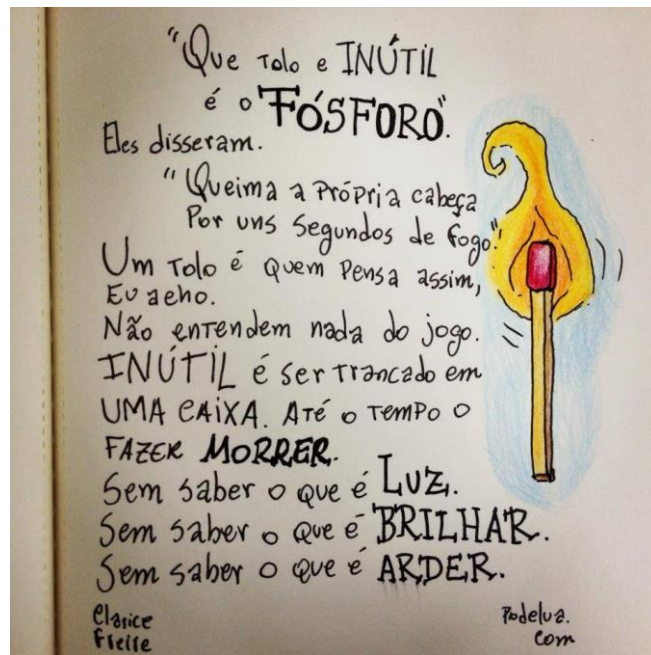 "Que Tolo e INÚTIL
é o FÓSFORO".
Eles disseram.
"Queima a Própria cabeça
Por uns Segundos de fogo."
Um Tolo é quem pensa assim,
Eu acho.
Não entendem nada do jogo.
INÚTIL é ser trancado em
UMA CAIXA. ATÉ o TEMPO O
FAZER MORRER.
Sem saber o que é LUZ.
Sem saber o que é BRILHAR.
Sem saber o que é ARDER.
Clarice
Freire
Podelua.
com